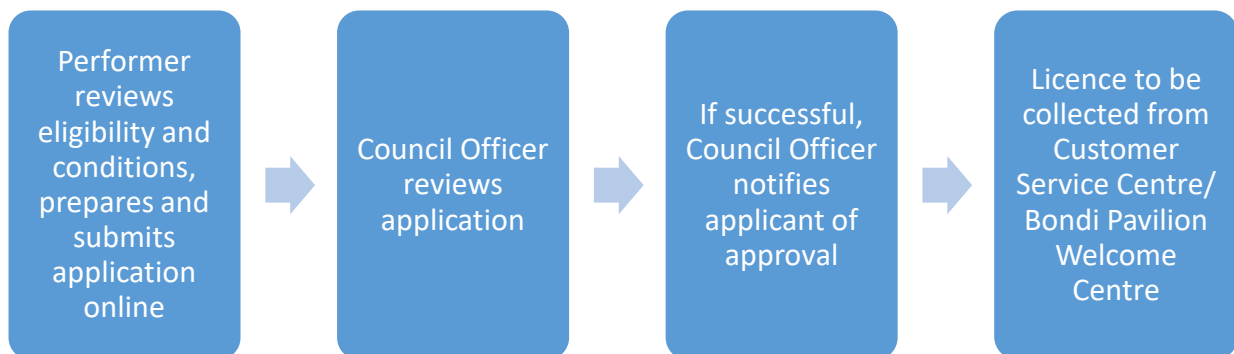 Performer
reviews
eligibility and
conditions,
prepares and
submits
application
online
Council Officer
reviews
application
If successful,
Council Officer
notifies
applicant of
approval
Licence to be
collected from
Customer
Service Centre/
Bondi Pavilion
Welcome
Centre